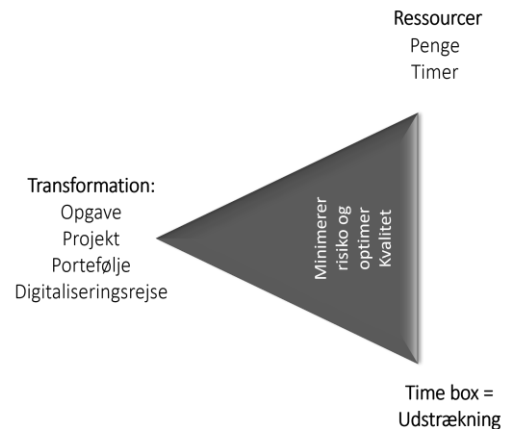 Ressourcer
Penge
Timer
Transformation:
Opgave
Projekt
Portefølje
Digitaliseringsrejse
Minimerer
risiko og
optimer
Kvalitet
Time box =
Udstrækning